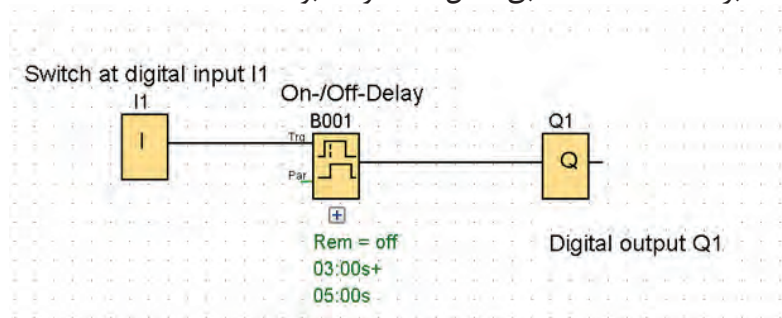 Switch at digital input I1
I1
I
On-/Off-Delay
B001
Trg
Par
Rem = off
03:00s+
05:00s
Q1
Q
Digital output Q1